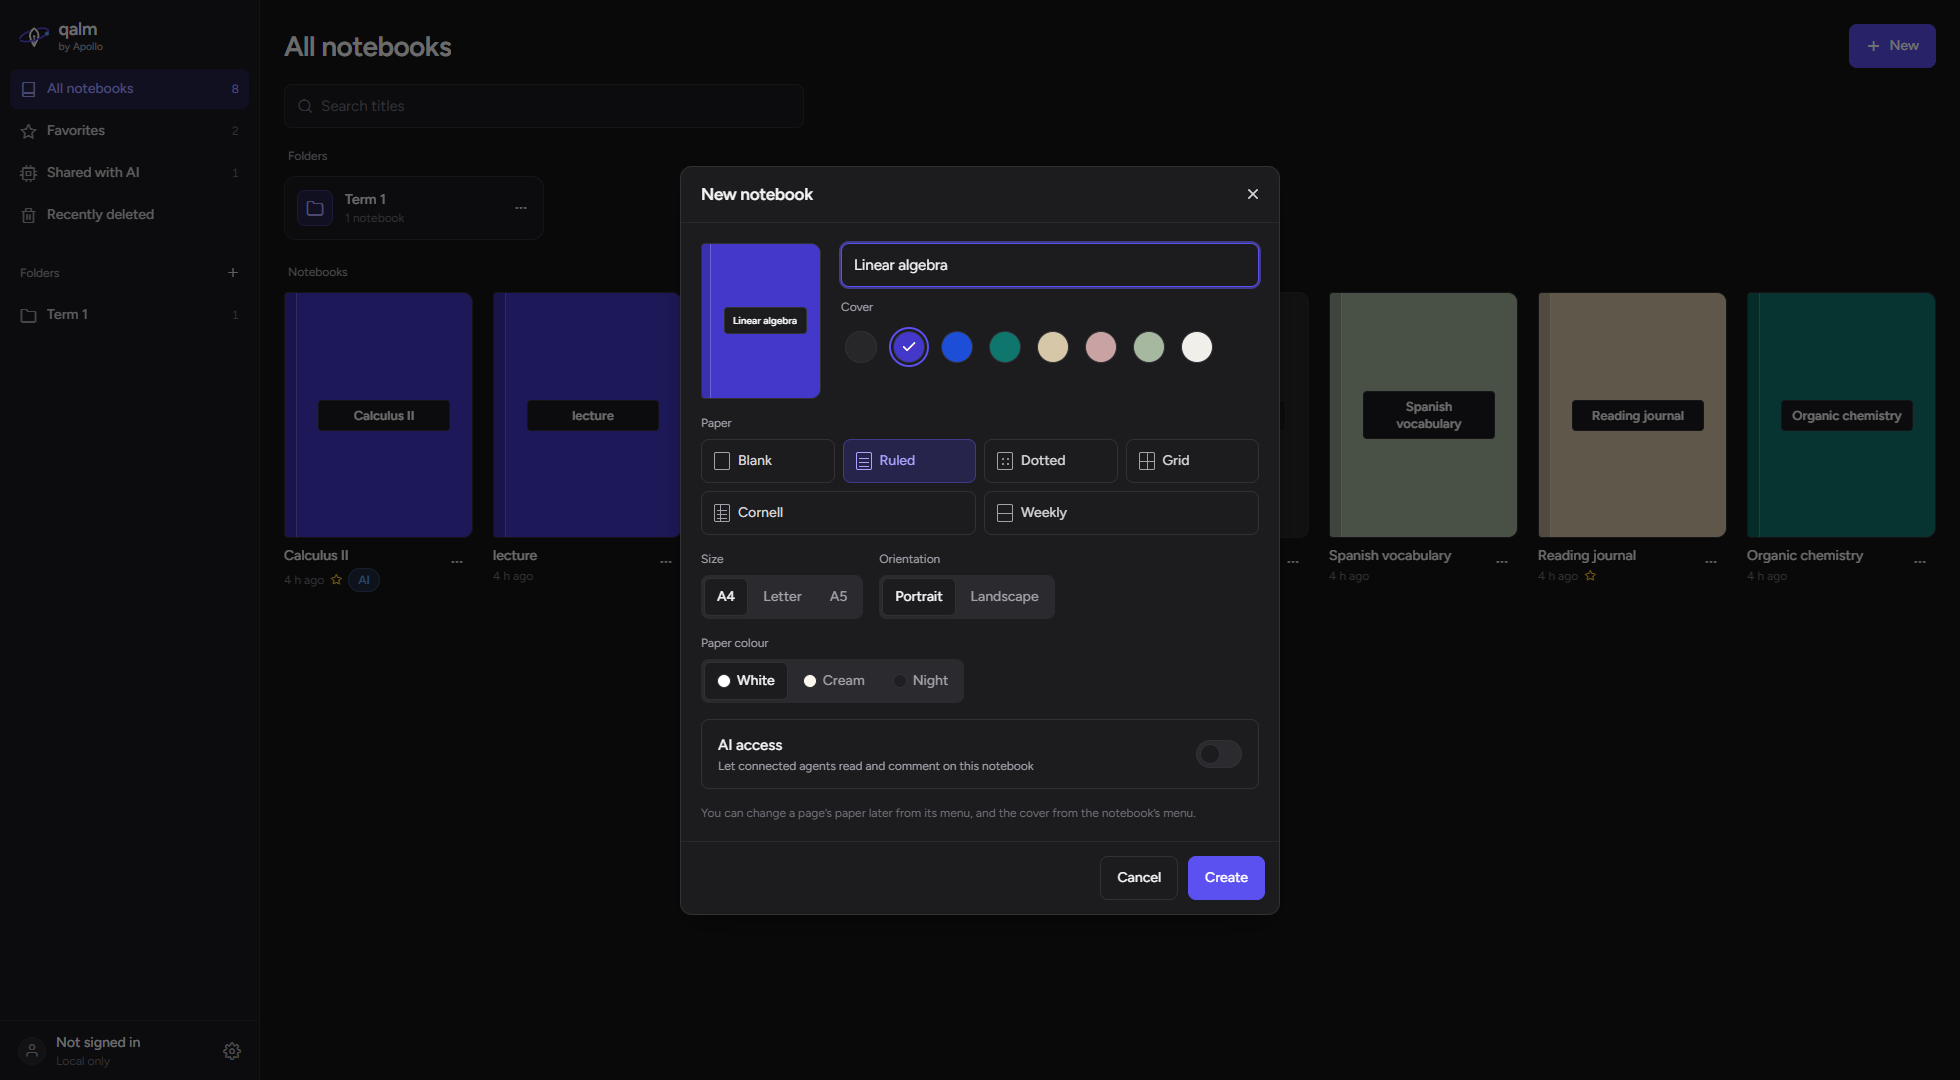 qalm
by Apollo
All notebooks 8
Favorites 2
Shared with AI 1
Recently deleted
Folders
Term 1 1
Not signed in
Local only
All notebooks
New
Search titles
Folders
Term 1
1 notebook
Notebooks
Calculus II
lecture
Spanish
vocabulary
Reading journal
Organic chemistry
Calculus II
4 h ago AI
lecture
4 h ago
Spanish vocabulary
4 h ago
Reading journal
4 h ago
Organic chemistry
4 h ago
New notebook
Linear algebra
Linear algebra
Cover
Paper
Blank
Ruled
Dotted
Grid
Cornell
Weekly
Size
A4 Letter A5
Orientation
Portrait Landscape
Paper colour
White Cream Night
AI access
Let connected agents read and comment on this notebook
You can change a page's paper later from its menu, and the cover from the notebook's menu.
Cancel
Create